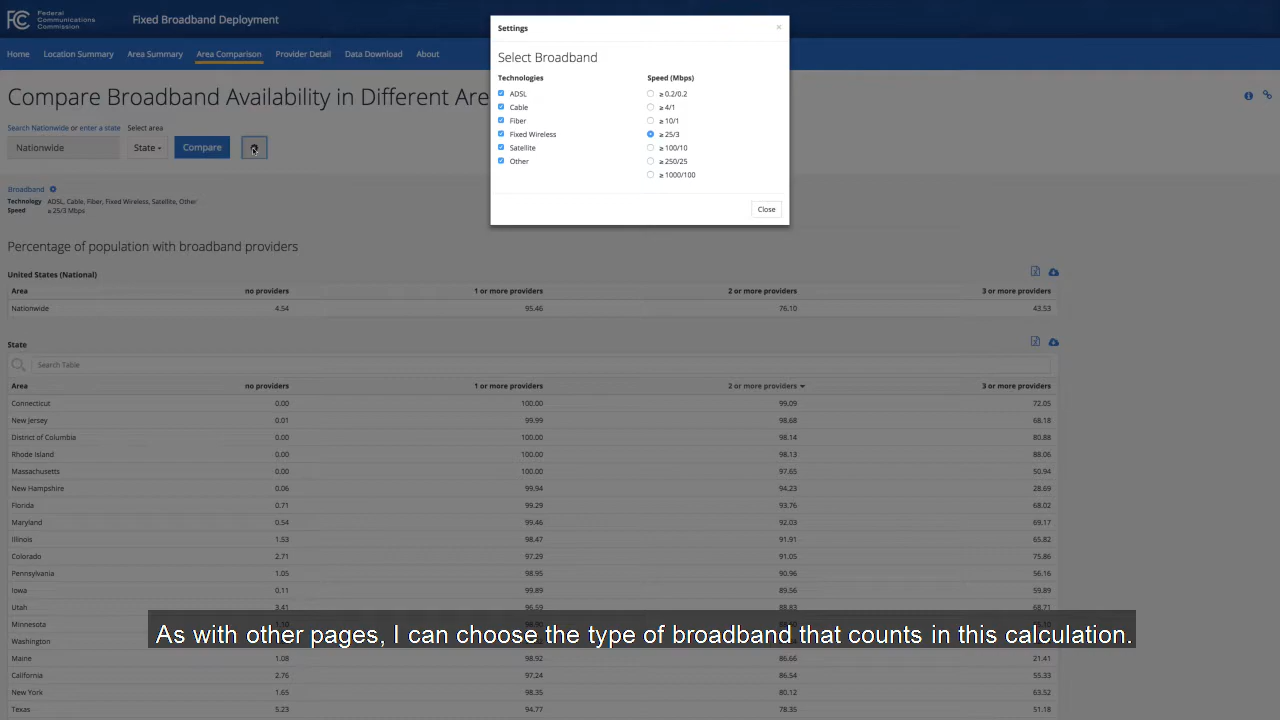 Federal
Communications
Commission
Fixed Broadband Deployment
Home Location Summary Area Summary Area Comparison Provider Detail Data Download About
Compare Broadband Availability in Different Are
Search Nationwide or enter a state Select area
Nationwide State Compare
Settings ×
Select Broadband
Technologies Speed (Mbps)
ADSL ≥ 0.2/0.2
Cable ≥ 4/1
Fiber ≥ 10/1
Fixed Wireless ≥ 25/3
Satellite ≥ 100/10
Other ≥ 250/25
≥ 1000/100
Close
Broadband
Technology ADSL, Cable, Fiber, Fixed Wireless, Satellite, Other
Speed ≥ 25/3 Mbps
Percentage of population with broadband providers
United States (National)
Area no providers 1 or more providers 2 or more providers 3 or more providers
Nationwide 4.54 95.46 76.10 43.53
State
Search Table
Area no providers 1 or more providers 2 or more providers 3 or more providers
Connecticut 0.00 100.00 99.09 72.05
New Jersey 0.01 99.99 98.68 68.18
District of Columbia 0.00 100.00 98.14 80.88
Rhode Island 0.00 100.00 98.13 88.06
Massachusetts 0.00 100.00 97.65 50.94
New Hampshire 0.06 99.94 94.23 28.69
Florida 0.71 99.29 93.76 68.02
Maryland 0.54 99.46 92.03 69.17
Illinois 1.53 98.47 91.91 65.82
Colorado 2.71 97.29 91.05 75.86
Pennsylvania 1.05 98.95 90.96 56.16
Iowa 0.11 99.89 89.56 59.89
Utah 3.41 96.59 88.83 68.71
Minnesota
Washington
As with other pages, I can choose the type of broadband that counts in this calculation.
Maine 1.08 98.92 86.66 21.41
California 2.76 97.24 86.54 55.33
New York 1.65 98.35 80.12 63.52
Texas 5.23 94.77 78.35 51.18